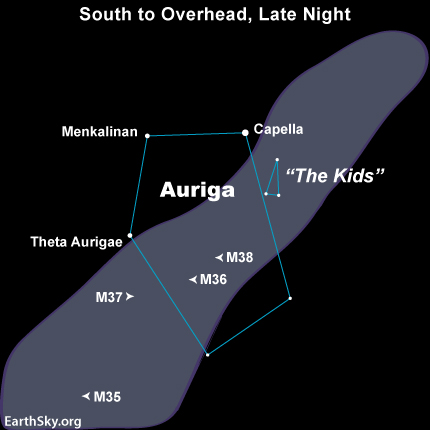 South to Overhead, Late Night
Menkalinan
Capella
“The Kids”
Auriga
Theta Aurigae
M38
M36
M37
M35
EarthSky.org